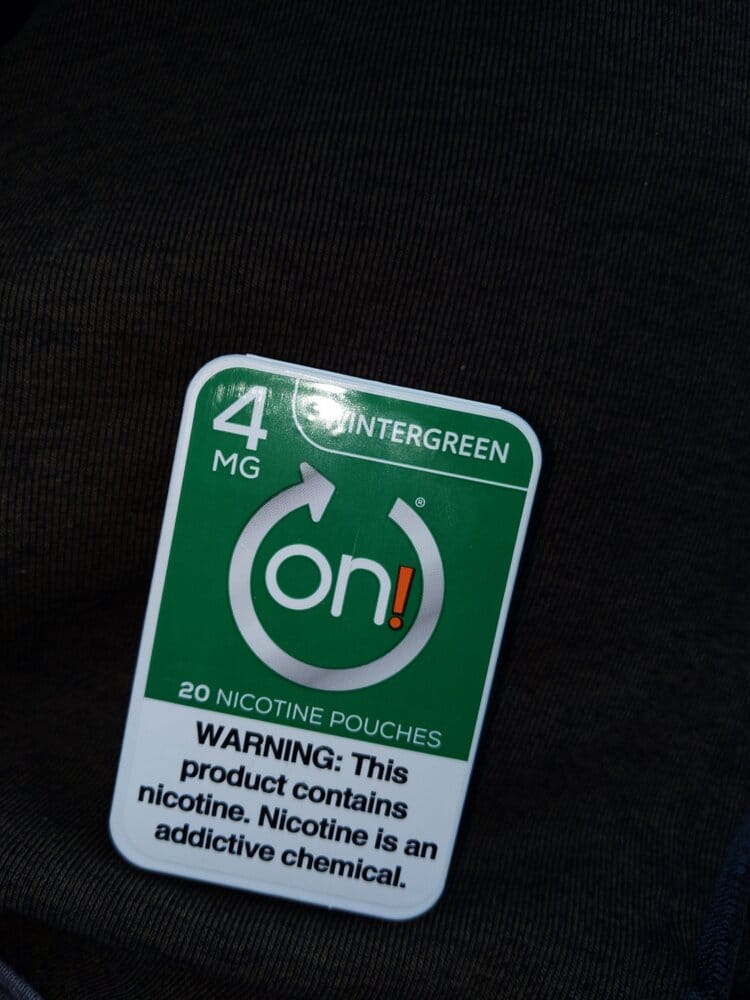 4
MG
WINTERGREEN
®
on!
20 NICOTINE POUCHES
WARNING: This
product contains
nicotine. Nicotine is an
addictive chemical.